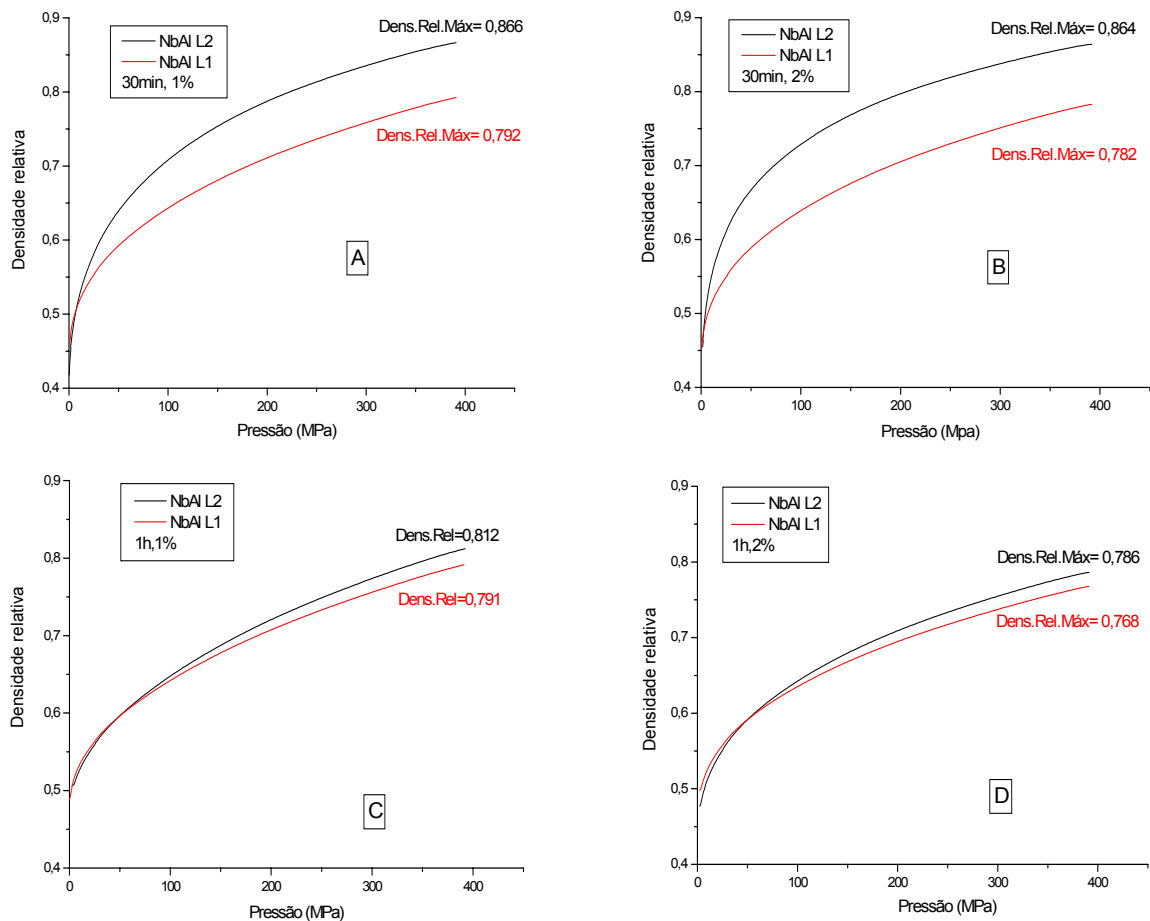 0,9
0,8
0,7
0,6
0,5
0,4
Densidade relativa
NbAl L2
NbAl L1
30min, 1%
Dens.Rel.Máx= 0,866
Dens.Rel.Máx= 0,792
A
0
100
200
300
400
Pressão (MPa)
0,9
0,8
0,7
0,6
0,5
0,4
Densidade relativa
NbAl L2
NbAl L1
30min, 2%
Dens.Rel.Máx= 0,864
Dens.Rel.Máx= 0,782
B
0
100
200
300
400
Pressão (Mpa)
0,9
0,8
0,7
0,6
0,5
0,4
Densidade relativa
NbAl L2
NbAl L1
1h,1%
Dens.Rel=0,812
Dens.Rel=0,791
C
0
100
200
300
400
Pressão (MPa)
0,9
0,8
0,7
0,6
0,5
0,4
Densidade relativa
NbAl L2
NbAl L1
1h,2%
Dens.Rel.Máx= 0,786
Dens.Rel.Máx= 0,768
D
0
100
200
300
400
Pressão (MPa)